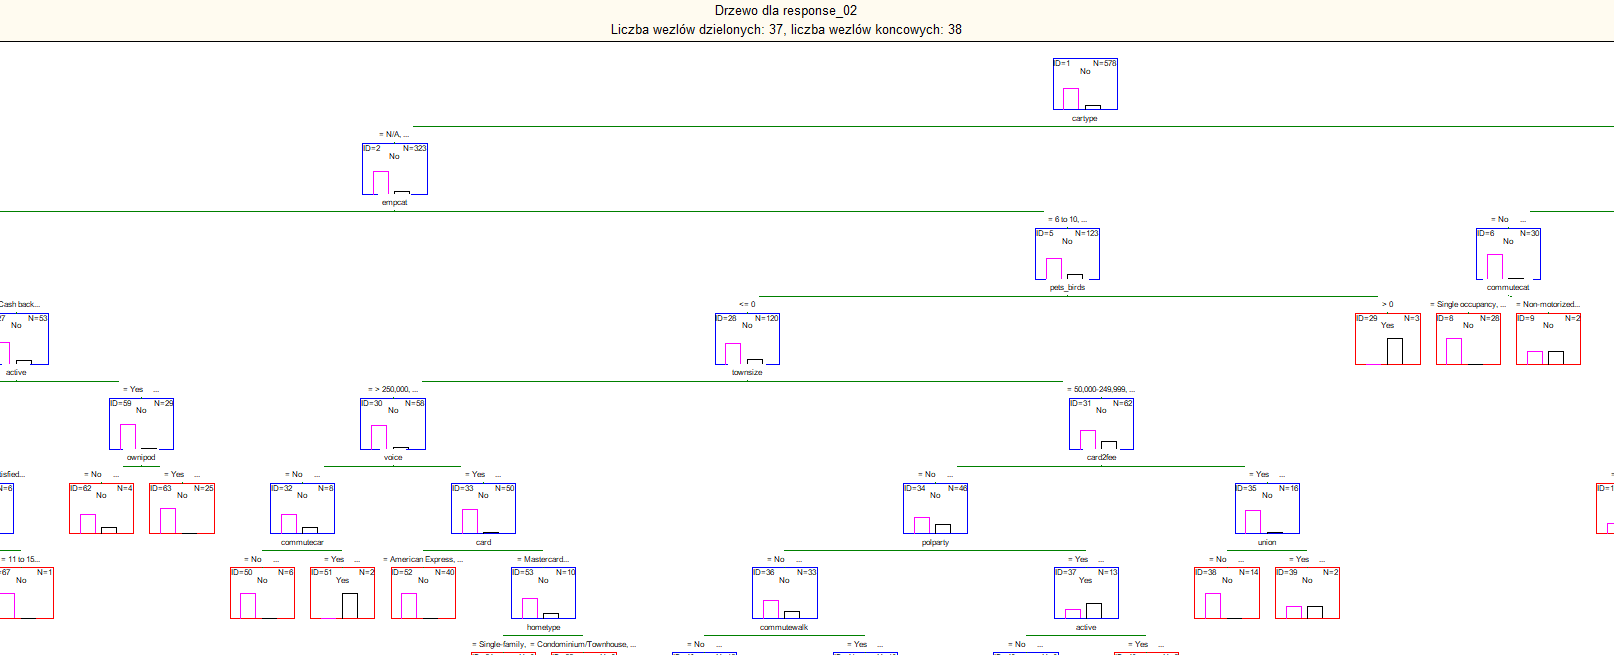 Drzewo dla response_02
Liczba wezlów dzielonych: 37, liczba wezlów koncowych: 38
ID=1 N=578
No
cartype
= N/A, ...
ID=2 N=323
No
empcat
= 6 to 10, ... = No ...
ID=5 N=123 ID=6 N=30
No No
pets_birds commutecat
Cash back... <= 0 > 0 = Single occupancy, ... = Non-motorized...
27 N=53 ID=28 N=120 ID=29 N=3 ID=8 N=28 ID=9 N=2
No No Yes No No
active townsize
= Yes ... = > 250,000, ... = 50,000-249,999, ...
ID=59 N=29 ID=30 N=58 ID=31 N=62
No No No
ownipod voice card2fee
tisfied... = No ... = Yes ... = No ... = Yes ... = No ... = Yes ... =
N=6 ID=62 N=4 ID=63 N=25 ID=32 N=8 ID=33 N=50 ID=34 N=46 ID=35 N=16 ID=1
No No No No No No
commutecar card polparty union
= 11 to 15... = No ... = Yes ... = American Express, ... = Mastercard... = No ... = Yes ... = No ... = Yes ...
=67 N=1 ID=50 N=6 ID=51 N=2 ID=52 N=40 ID=53 N=10 ID=36 N=33 ID=37 N=13 ID=38 N=14 ID=39 N=2
No No Yes No No No Yes No No
hometype commutewalk active
= Single-family, = Condominium/Townhouse, ... = No ... = Yes ... = No ... = Yes ...